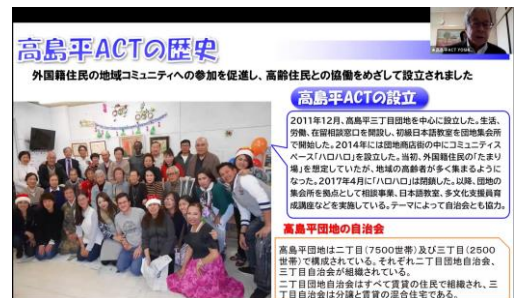 高島平ACTの歴史
外国籍住民の地域コミュニティへの参加を促進し、高齢住民との協働をめざして設立されました
高島平ACTの設立
2011年12月、高島平三丁目団地を中心に設立した。生活、
労働、在留相談窓口を開設し、初級日本語教室を団地集会所
で開始した。2014年には団地商店街の中にコミュニティス
ペース「ハロハロ」を設立した。当初、外国籍住民の「たまり
場」を想定していたが、地域の高齢者が多く集まるように
なった。2017年4月に「ハロハロ」は閉鎖した。以降、団地の
集会所を拠点として相談事業、日本語教室、多文化支援員育
成講座などを実施している。テーマによって自治会とも協力。
高島平団地の自治会
高島平団地は二丁目(7500世帯)及び三丁目(2500
世帯)で構成されている。それぞれ二丁目団地自治会、
三丁目自治会が組織されている。
二丁目団地自治会はすべて賃貸の住民で組織され、三
丁目自治会は分譲と賃貸の混合住宅である。